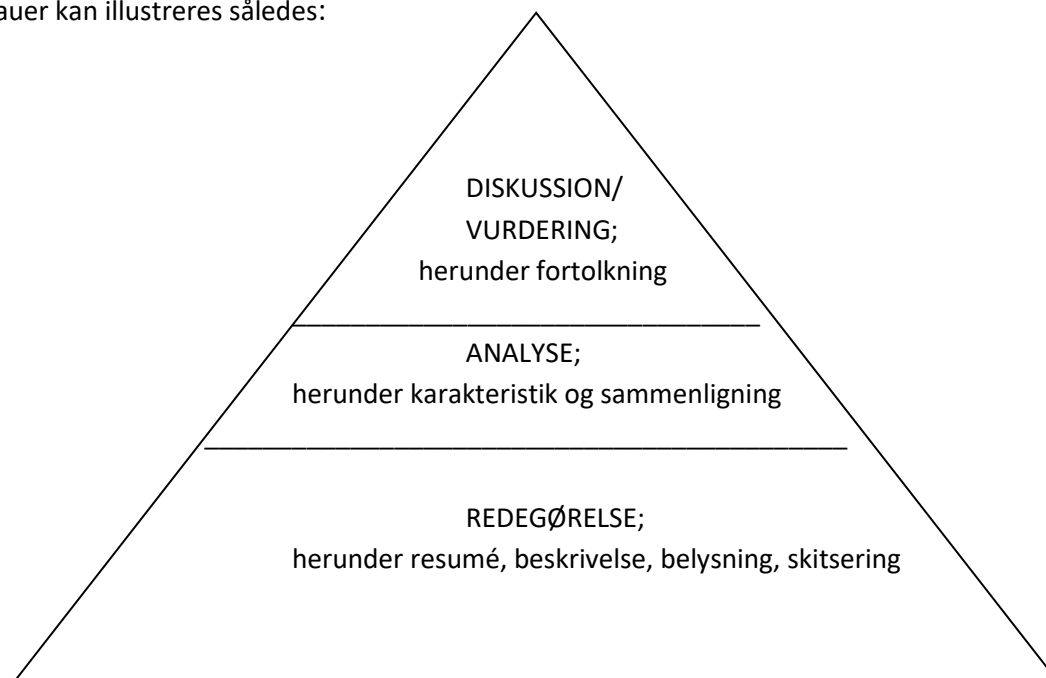 auer kan illustreres således:
DISKUSSION/
VURDERING;
herunder fortolkning
ANALYSE;
herunder karakteristik og sammenligning
REDEGØRELSE;
herunder resumé, beskrivelse, belysning, skitsering